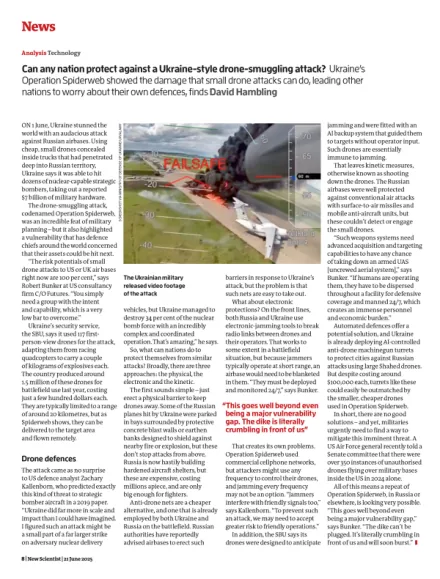 News
Analysis Technology
Can any nation protect against a Ukraine-style drone-smuggling attack? Ukraine's
Operation Spiderweb showed the damage that small drone attacks can do, leading other
nations to worry about their own defences, finds David Hambling
ON 1 June, Ukraine stunned the
world with an audacious attack
against Russian airbases. Using
cheap, small drones concealed
inside trucks that had penetrated
deep into Russian territory,
Ukraine says it was able to hit
dozens of nuclear-capable strategic
bombers, taking out a reported
$7 billion of military hardware.
The drone-smuggling attack,
codenamed Operation Spiderweb,
was an incredible feat of military
planning – but it also highlighted
a vulnerability that has defence
chiefs around the world concerned
that their assets could be hit next.
"The risk potentials of small
drone attacks to US or UK air bases
right now are 100 per cent," says
Robert Bunker at US consultancy
firm C/O Futures. "You simply
need a group with the intent
and capability, which is a very
low bar to overcome."
Ukraine's security service,
the SBU, says it used 117 first-
person-view drones for the attack,
adapting them from racing
quadcopters to carry a couple
of kilograms of explosives each.
The country produced around
1.5 million of these drones for
battlefield use last year, costing
just a few hundred dollars each.
They are typically limited to a range
of around 20 kilometres, but as
Spiderweb shows, they can be
delivered to the target area
and flown remotely.
Drone defences
The attack came as no surprise
to US defence analyst Zachary
Kallenborn, who predicted exactly
this kind of threat to strategic
bomber aircraft in a 2019 paper.
"Ukraine did far more in scale and
impact than I could have imagined.
I figured such an attack might be
a small part of a far larger strike
on adversary nuclear delivery
FAILSAFE
The Ukrainian military
released video footage
of the attack
vehicles, but Ukraine managed to
destroy 34 per cent of the nuclear
bomb force with an incredibly
complex and coordinated
operation. That's amazing," he says.
So, what can nations do to
protect themselves from similar
attacks? Broadly, there are three
approaches: the physical, the
electronic and the kinetic.
The first sounds simple – just
erect a physical barrier to keep
drones away. Some of the Russian
planes hit by Ukraine were parked
in bays surrounded by protective
concrete blast walls or earthen
banks designed to shield against
nearby fire or explosion, but these
don't stop attacks from above.
Russia is now hastily building
hardened aircraft shelters, but
these are expensive, costing
millions apiece, and are only
big enough for fighters.
Anti-drone nets are a cheaper
alternative, and one that is already
employed by both Ukraine and
Russia on the battlefield. Russian
authorities have reportedly
advised airbases to erect such
barriers in response to Ukraine's
attack, but the problem is that
such nets are easy to take out.
What about electronic
protections? On the front lines,
both Russia and Ukraine use
electronic-jamming tools to break
radio links between drones and
their operators. That works to
some extent in a battlefield
situation, but because jammers
typically operate at short range, an
airbase would need to be blanketed
in them. "They must be deployed
and monitored 24/7," says Bunker.
"This goes well beyond even
being a major vulnerability
gap. The dike is literally
crumbling in front of us"
That creates its own problems.
Operation Spiderweb used
commercial cellphone networks,
but attackers might use any
frequency to control their drones,
and jamming every frequency
may not be an option. "Jammers
interfere with friendly signals too,"
says Kallenborn. "To prevent such
an attack, we may need to accept
greater risk to friendly operations."
In addition, the SBU says its
drones were designed to anticipate
jamming and were fitted with an
AI backup system that guided them
to targets without operator input.
Such drones are essentially
immune to jamming.
That leaves kinetic measures,
otherwise known as shooting
down the drones. The Russian
airbases were well protected
against conventional air attacks
with surface-to-air missiles and
mobile anti-aircraft units, but
these couldn't detect or engage
the small drones.
"Such weapons systems need
advanced acquisition and targeting
capabilities to have any chance
of taking down an armed UAS
[uncrewed aerial system]," says
Bunker. "If humans are operating
them, they have to be dispersed
throughout a facility for defensive
coverage and manned 24/7, which
creates an immense personnel
and economic burden."
Automated defences offer a
potential solution, and Ukraine
is already deploying AI-controlled
anti-drone machinegun turrets
to protect cities against Russian
attacks using large Shahed drones.
But despite costing around
$100,000 each, turrets like these
could easily be outmatched by
the smaller, cheaper drones
used in Operation Spiderweb.
In short, there are no good
solutions – and yet, militaries
urgently need to find a way to
mitigate this imminent threat. A
US Air Force general recently told a
Senate committee that there were
over 350 instances of unauthorised
drones flying over military bases
inside the US in 2024 alone.
All of this means a repeat of
Operation Spiderweb, in Russia or
elsewhere, is looking very possible.
"This goes well beyond even
being a major vulnerability gap,"
says Bunker. "The dike can't be
plugged. It's literally crumbling in
front of us and will soon burst."
8 | New Scientist | 21 June 2025